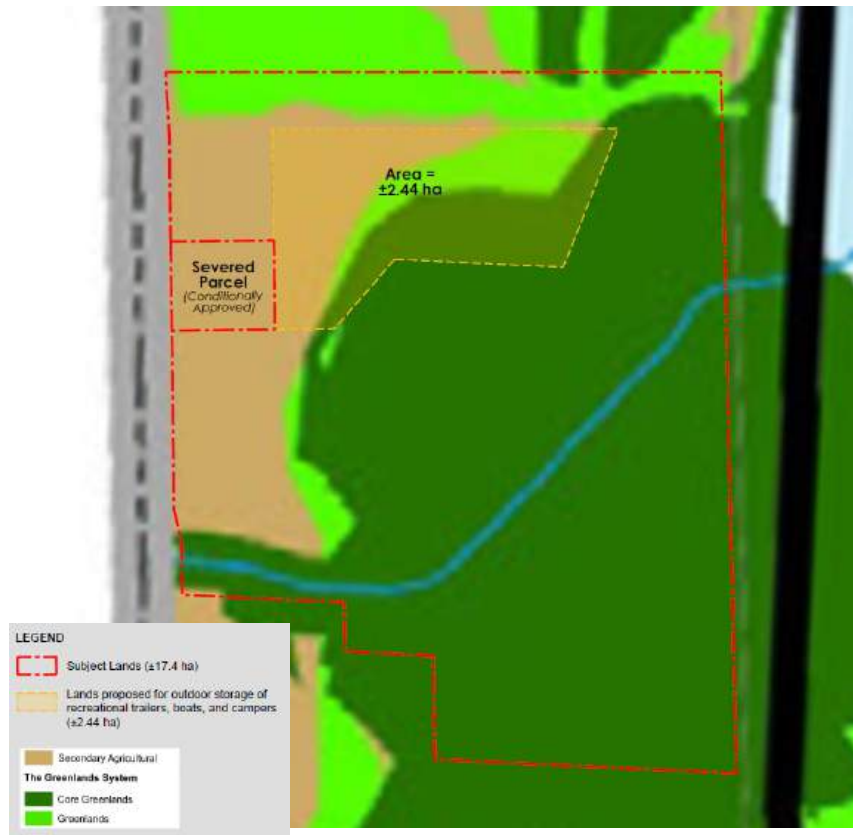 Area =
±2.44 ha
Severed
Parcel
(Conditionally
Approved)
LEGEND
Subject Lands (±17.4 ha)
Lands proposed for outdoor storage of
recreational trailers, boats, and campers
(±2.44 ha)
Secondary Agricultural
The Greenlands System
Core Greenlands
Greenlands